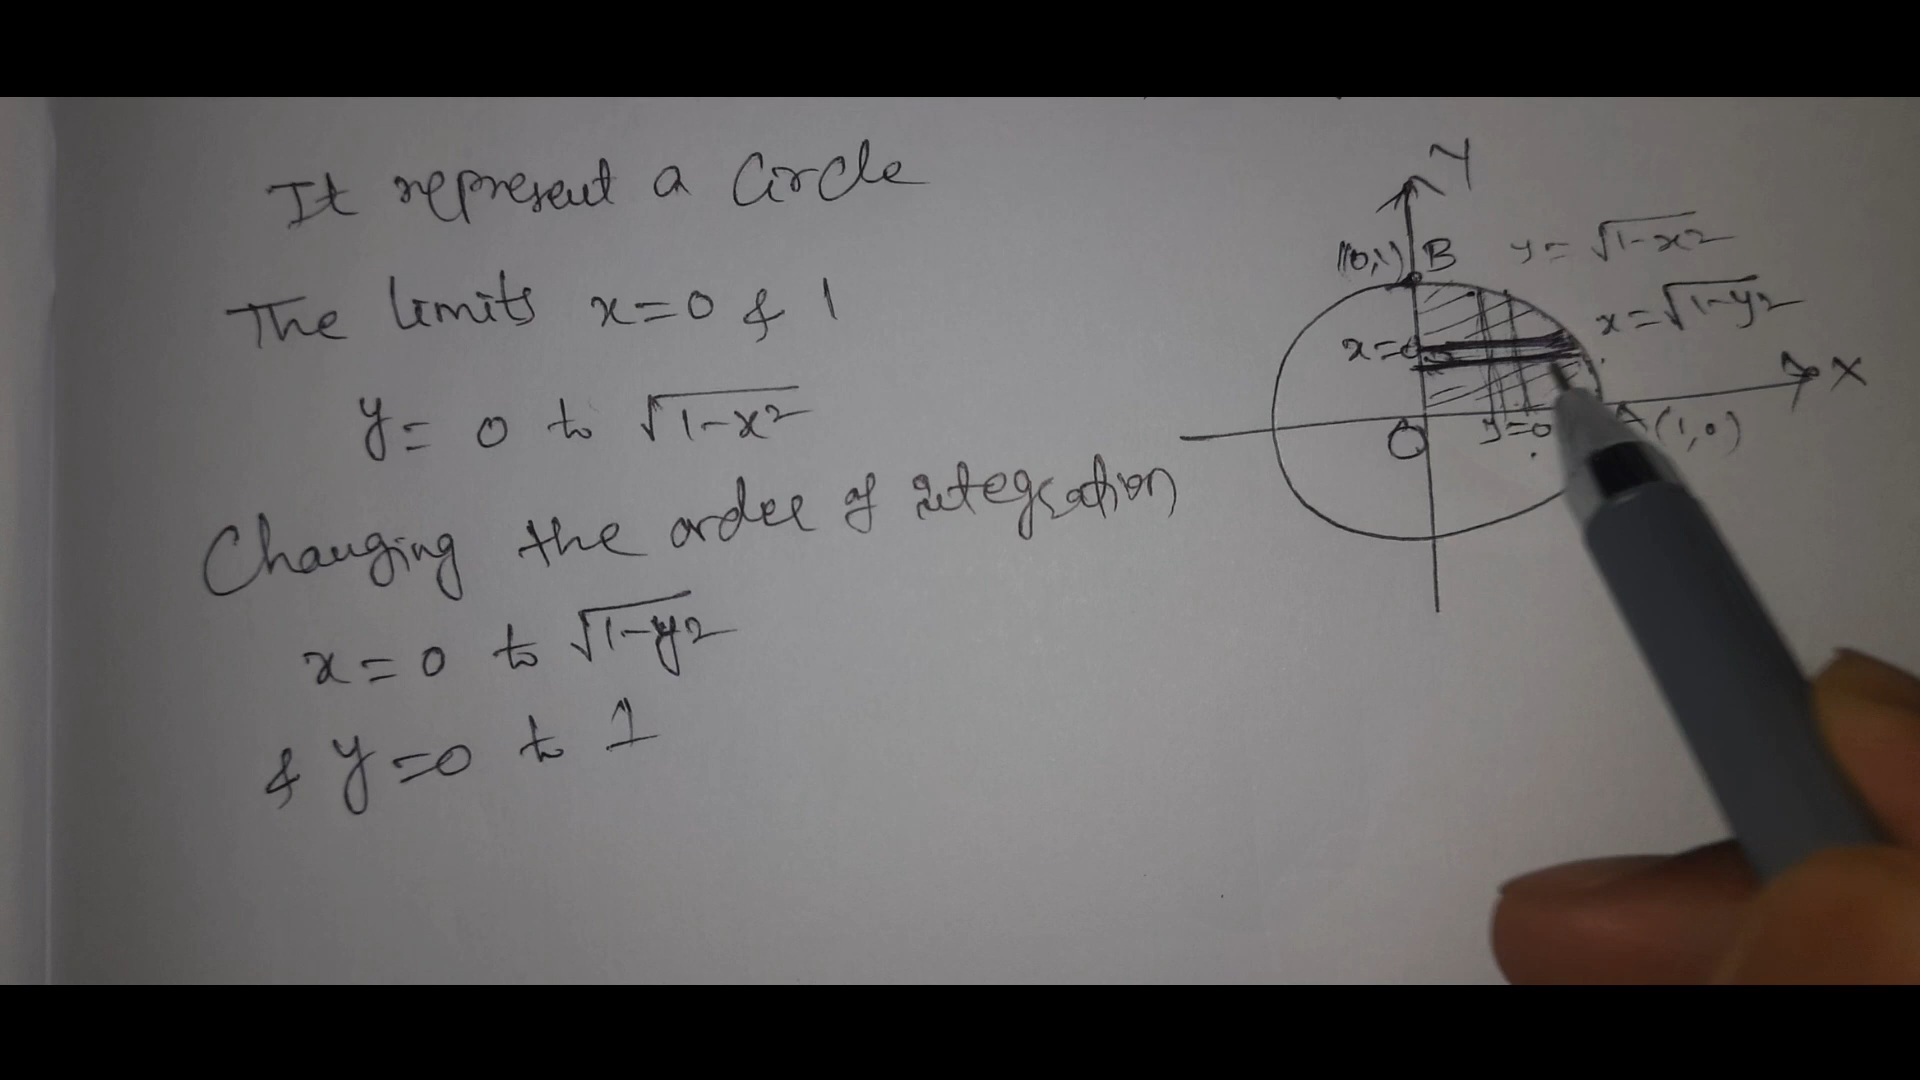 It represent a Circle
The limits x=0 & 1
y = 0 to √1-x²
Changing the order of integration
x = 0 to √1-y²
& y=0 to 1
Y
(0,1) B
y = √1-x²
x = √1-y²
x=0
X
O
y=0
A (1,0)